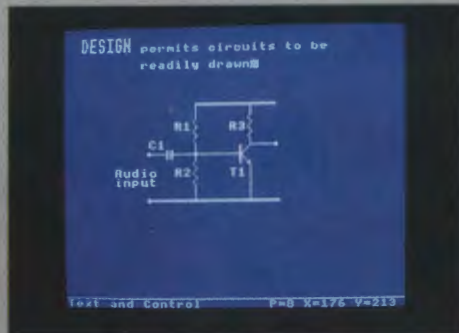 DESIGN permits circuits to be
readily drawn
R1
R3
C1
Audio
input
R2
T1
Text and Control P=B X=176 Y=213